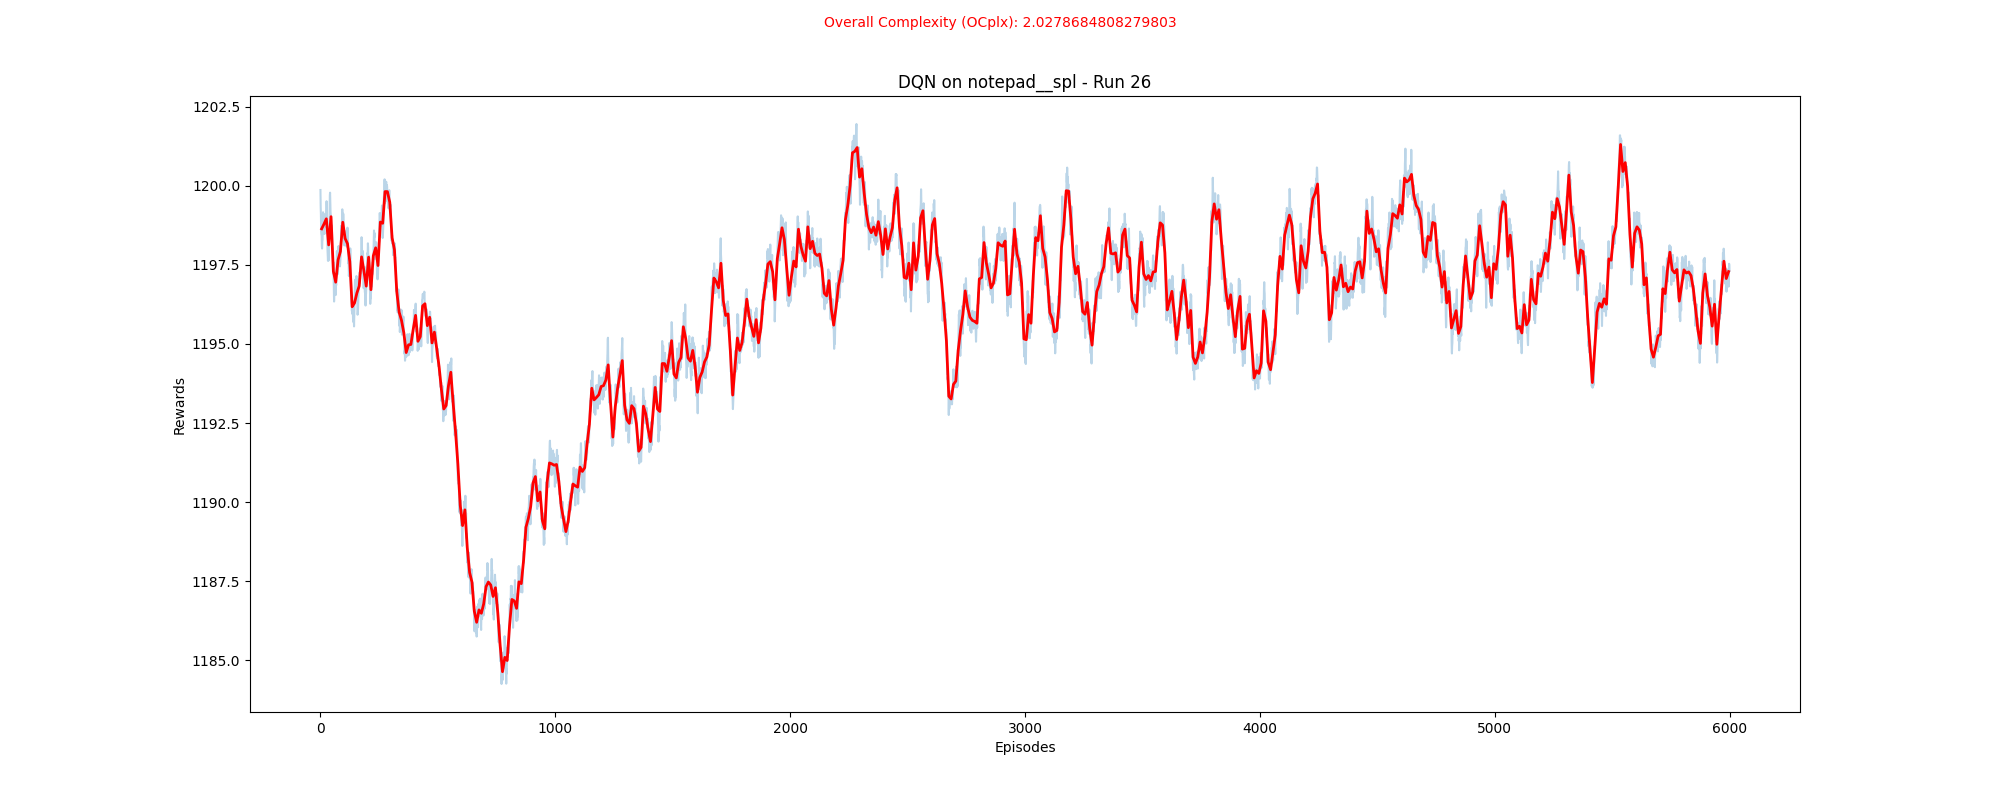 Overall Complexity (OCplx): 2.0278684808279803
DQN on notepad__spl - Run 26
1202.5
1200.0
1197.5
1195.0
1192.5
1190.0
1187.5
1185.0
Rewards
0 1000 2000 3000 4000 5000 6000
Episodes